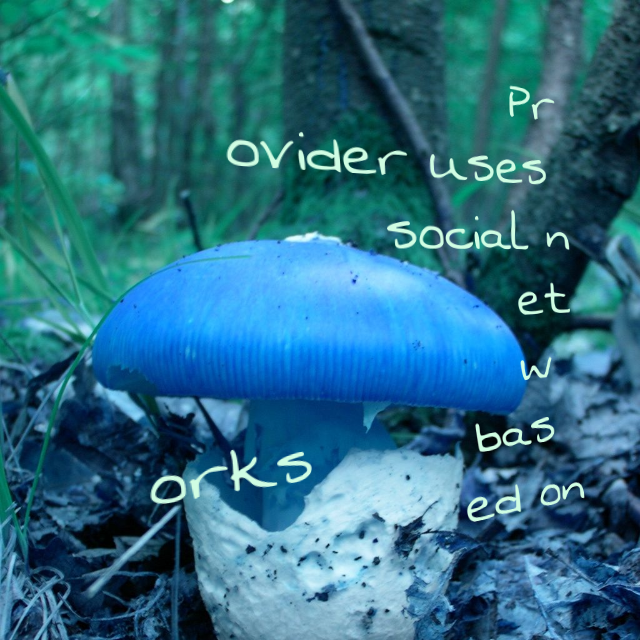 Pr
ovider uses
social n
et
w
orks bas
ed on